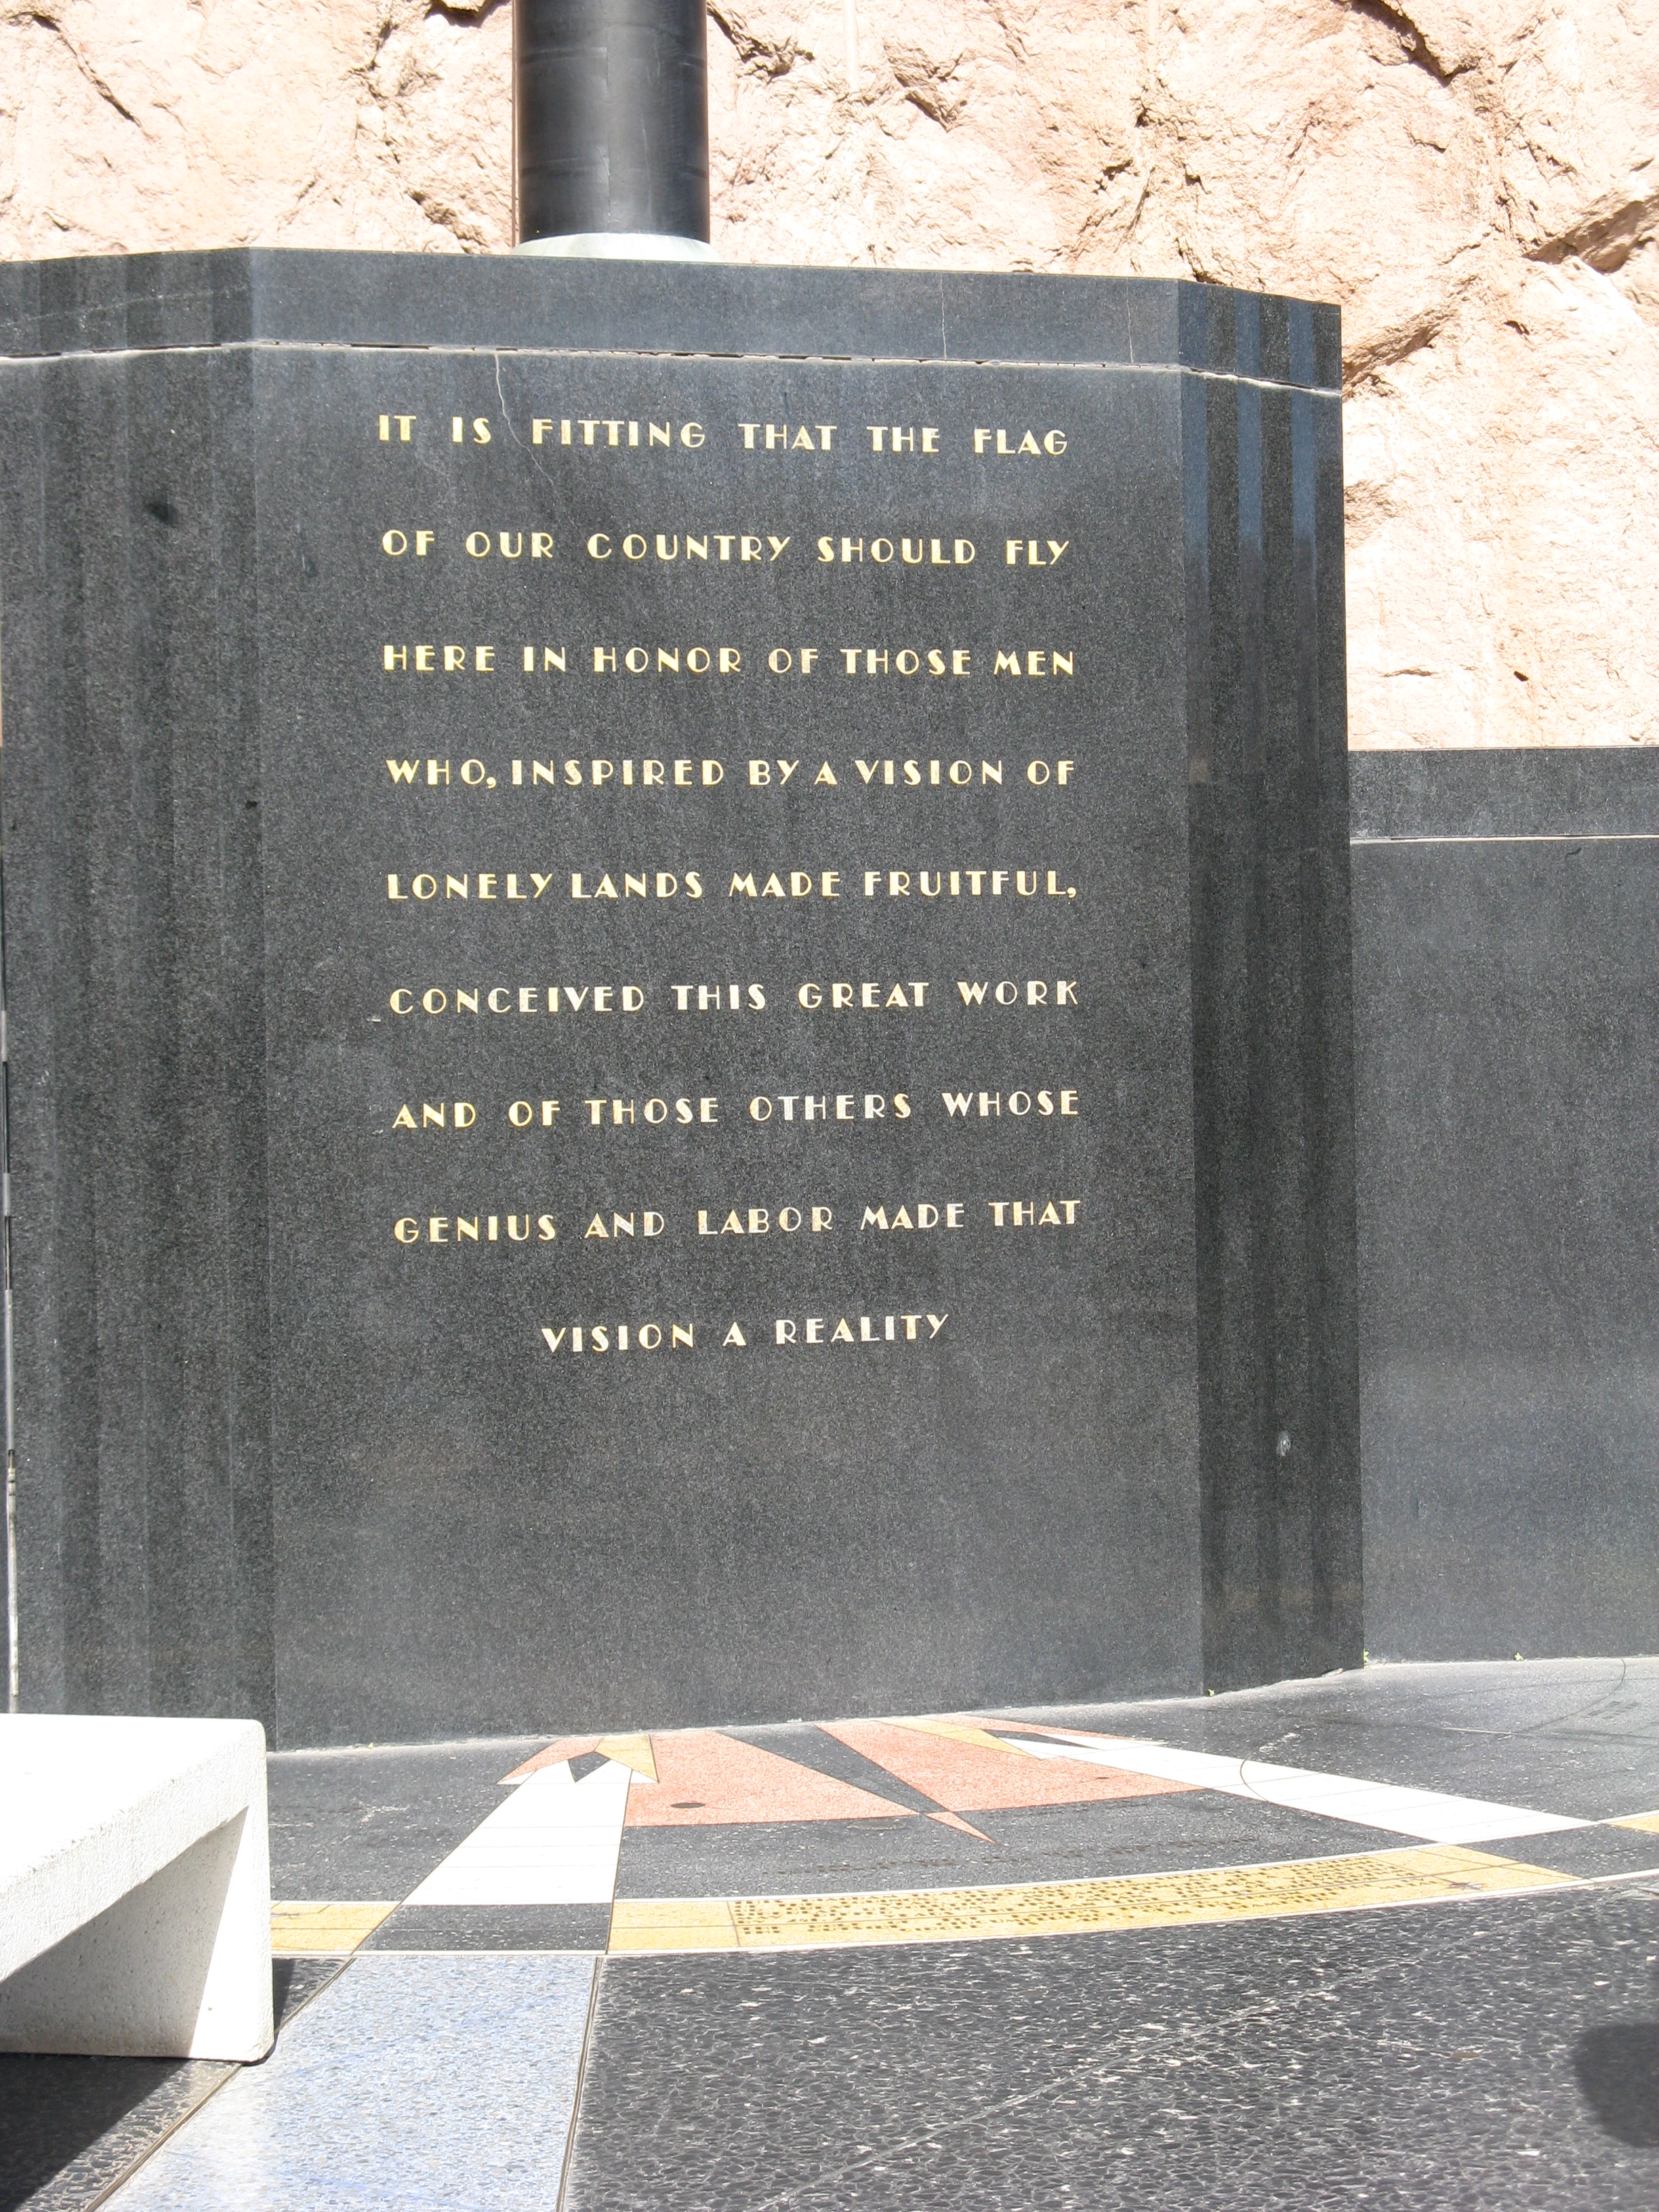 IT IS FITTING THAT THE FLAG
OF OUR COUNTRY SHOULD FLY
HERE IN HONOR OF THOSE MEN
WHO, INSPIRED BY A VISION OF
LONELY LANDS MADE FRUITFUL,
CONCEIVED THIS GREAT WORK
AND OF THOSE OTHERS WHOSE
GENIUS AND LABOR MADE THAT
VISION A REALITY